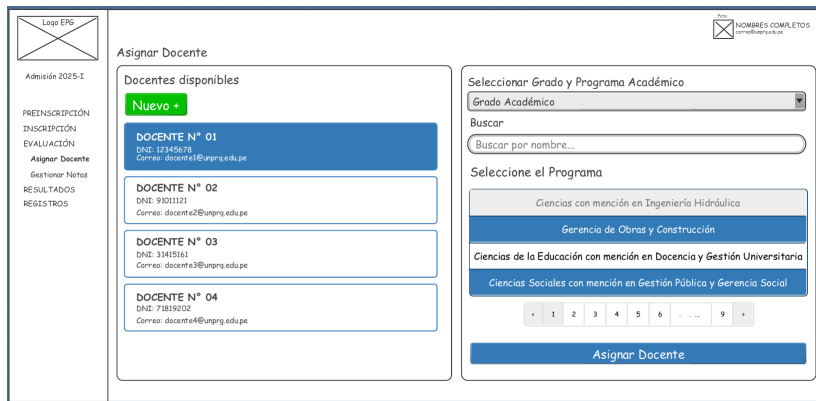 Logo EPG
Admisión 2025-I
PREINSCRIPCIÓN
INSCRIPCIÓN
EVALUACIÓN
Asignar Docente
Gestionar Notas
RESULTADOS
REGISTROS
Foto
NOMBRES COMPLETOS
correo@unprg.edu.pe
Asignar Docente
Docentes disponibles
Nuevo +
DOCENTE N° 01
DNI: 12345678
Correo: docente1@unprg.edu.pe
DOCENTE N° 02
DNI: 91011121
Correo: docente2@unprg.edu.pe
DOCENTE N° 03
DNI: 31415161
Correo: docente3@unprg.edu.pe
DOCENTE N° 04
DNI: 71819202
Correo: docente4@unprg.edu.pe
Seleccionar Grado y Programa Académico
Grado Académico
Buscar
Buscar por nombre...
Seleccione el Programa
Ciencias con mención en Ingeniería Hidráulica
Gerencia de Obras y Construcción
Ciencias de la Educación con mención en Docencia y Gestión Universitaria
Ciencias Sociales con mención en Gestión Pública y Gerencia Social
‹ 1 2 3 4 5 6 . . ... 9 »
Asignar Docente